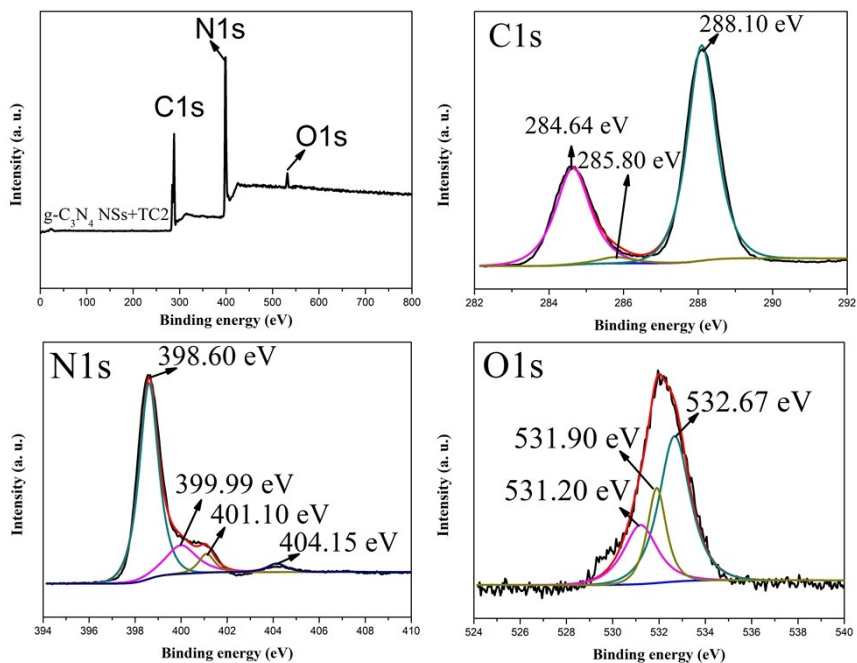 N1s
C1s
O1s
g-C₃N₄ NSs+TC2
Intensity (a. u.)
0 100 200 300 400 500 600 700 800
Binding energy (eV)
C1s
288.10 eV
284.64 eV
285.80 eV
Intensity (a. u.)
282 284 286 288 290 292
Binding energy (eV)
N1s
398.60 eV
399.99 eV
401.10 eV
404.15 eV
Intensity (a. u.)
394 396 398 400 402 404 406 408 410
Binding energy (eV)
O1s
532.67 eV
531.90 eV
531.20 eV
Intensity (a. u.)
524 526 528 530 532 534 536 538 540
Binding energy (eV)